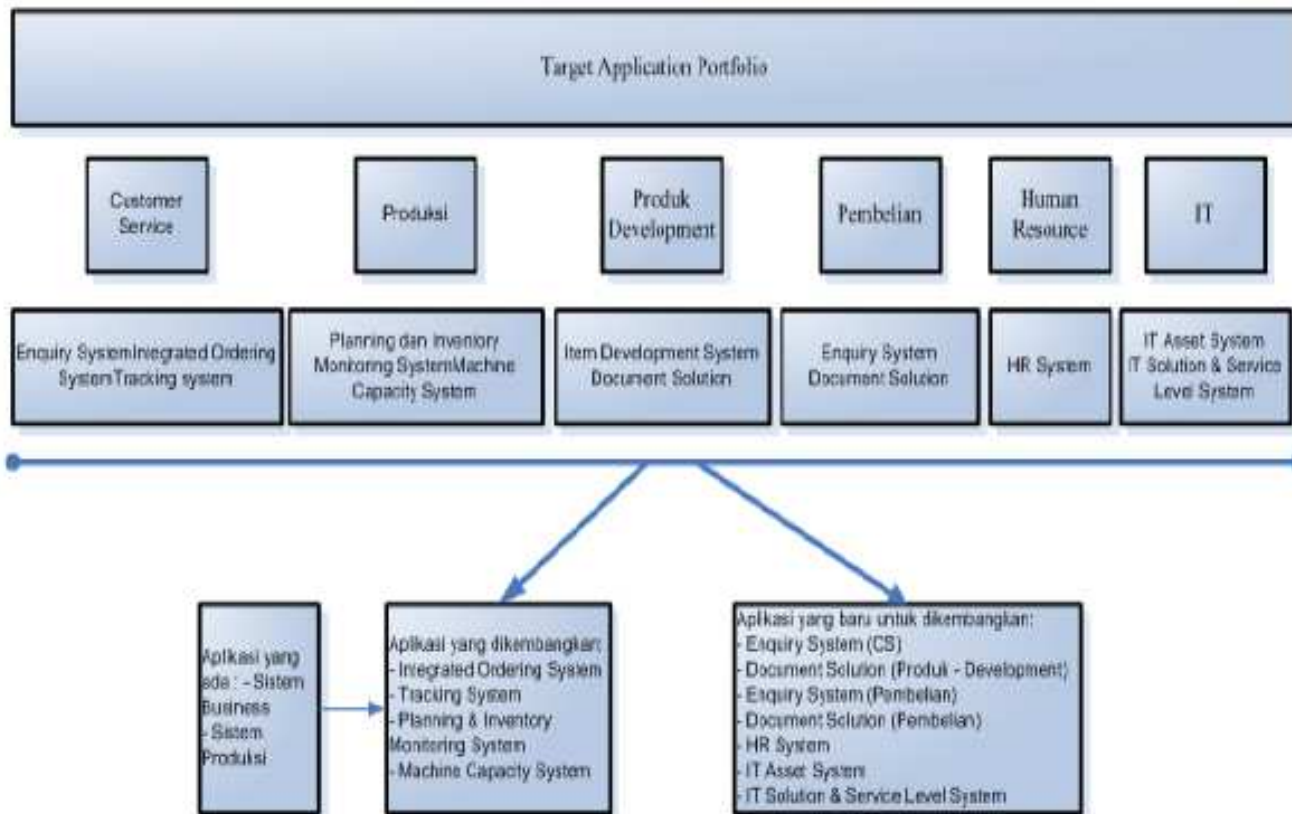 Target Application Portfolio
Customer
Service
Produksi
Produk
Development
Pembelian
Human
Resource
IT
Enquiry SystemIntegrated Ordering
SystemTracking system
Planning dan Inventory
Monitoring SystemMachine
Capacity System
Item Development System
Document Solution
Enquiry System
Document Solution
HR System
IT Asset System
IT Solution & Service
Level System
Aplikasi yang
ada : - Sistem
Business
- Sistem
Produksi
Aplikasi yang dikembangkan:
- Integrated Ordering System
- Tracking System
- Planning & Inventory
Monitoring System
- Machine Capacity System
Aplikasi yang baru untuk dikembangkan:
- Enquiry System (CS)
- Document Solution (Produk - Development)
- Enquiry System (Pembelian)
- Document Solution (Pembelian)
- HR System
- IT Asset System
- IT Solution & Service Level System